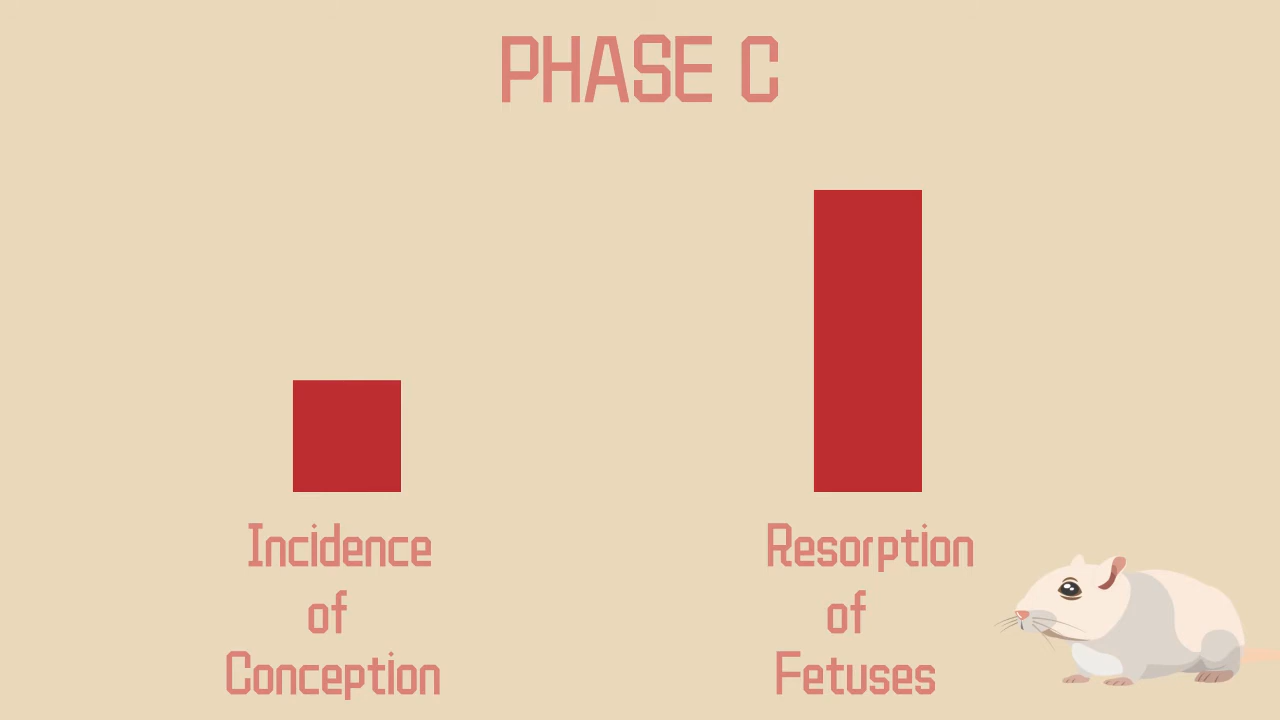 PHASE C
Incidence
of
Conception
Resorption
of
Fetuses